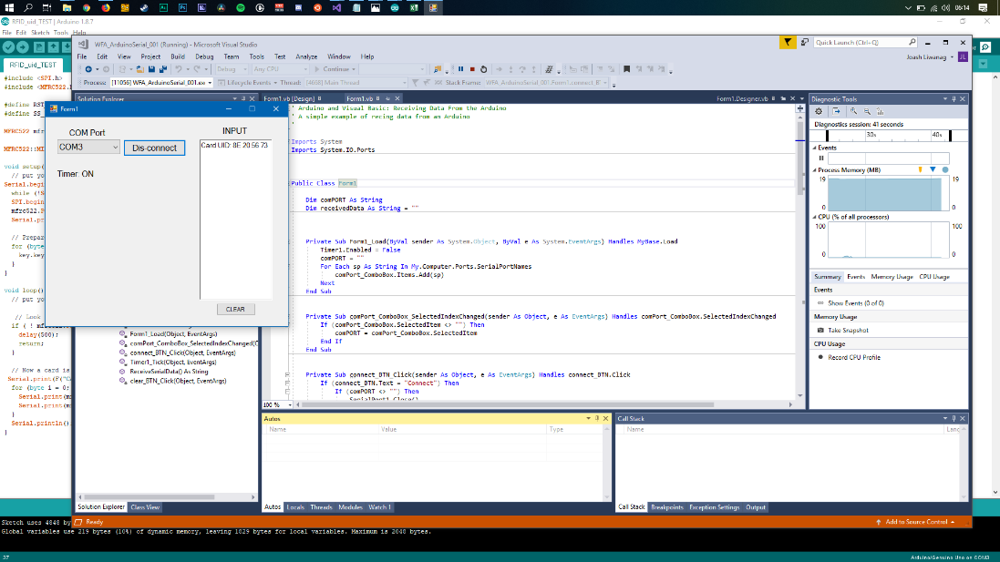 06:14
RFID_uid_TEST | Arduino 1.8.7
File Edit Sketch Tools
RFID_uid_TEST
#include <SPI.h>
#include <MFRC522
#define RST
#define SS_
MFRC522 mfr
MFRC522::MI
void setup(
// put yo
Serial.begi
while (!S
SPI.begin
mfrc522.P
Serial.pr
// Prepar
for (byte
key.key
}
}
void loop()
// put yo
// Look
if ( ! mfrc52
delay(500);
return;
}
// Now a card is
Serial.print(F("Ca
for (byte i = 0;
Serial.print(m
Serial.print(m
}
Serial.println()
}
Sketch uses 4848 by
Global variables use 219 bytes (10%) of dynamic memory, leaving 1829 bytes for local variables. Maximum is 2048 bytes.
37
Arduino/Genuino Uno on COM3
WFA_ArduinoSerial_001 (Running) - Microsoft Visual Studio
Quick Launch (Ctrl+Q)
File Edit View Project Build Debug Team Tools Test Analyze Window Help
Joash Liwanag
JL
Debug Any CPU Continue
Process: [11056] WFA_ArduinoSerial_001.ex Lifecycle Events Thread: [4668] Main Thread Stack Frame: WFA_ArduinoSerial_001.Form1.connect_B
Solution Explorer
Form1.vb [Design]
Form1.vb
Form1.Designer.vb
' Arduino and Visual Basic: Receiving Data From the Arduino
' A simple example of recing data from an Arduino
'
Imports System
Imports System.IO.Ports
Public Class Form1
Dim comPORT As String
Dim receivedData As String = ""
Private Sub Form1_Load(ByVal sender As System.Object, ByVal e As System.EventArgs) Handles MyBase.Load
Timer1.Enabled = False
comPORT = ""
For Each sp As String In My.Computer.Ports.SerialPortNames
comPort_ComboBox.Items.Add(sp)
Next
End Sub
Private Sub comPort_ComboBox_SelectedIndexChanged(sender As Object, e As EventArgs) Handles comPort_ComboBox.SelectedIndexChanged
If (comPort_ComboBox.SelectedItem <> "") Then
comPORT = comPort_ComboBox.SelectedItem
End If
End Sub
Private Sub connect_BTN_Click(sender As Object, e As EventArgs) Handles connect_BTN.Click
If (connect_BTN.Text = "Connect") Then
If (comPORT <> "") Then
SerialPort1.Close()
100 %
Form1
COM Port
COM3
Dis-connect
Timer: ON
INPUT
Card UID: 8E 20 56 73
CLEAR
Form1_Load(Object, EventArgs)
comPort_ComboBox_SelectedIndexChanged(O
connect_BTN_Click(Object, EventArgs)
Timer1_Tick(Object, EventArgs)
ReceiveSerialData() As String
clear_BTN_Click(Object, EventArgs)
Solution Explorer Class View
Autos
Name Value Type
Autos Locals Threads Modules Watch 1
Call Stack
Name Lang
Call Stack Breakpoints Exception Settings Output
Diagnostic Tools
Diagnostics session: 41 seconds
30s 40s
Events
Process Memory (MB)
19 19
0 0
CPU (% of all processors)
100 100
0 0
Summary Events Memory Usage CPU Usage
Events
Show Events (0 of 0)
Memory Usage
Take Snapshot
CPU Usage
Record CPU Profile
Ready
Add to Source Control